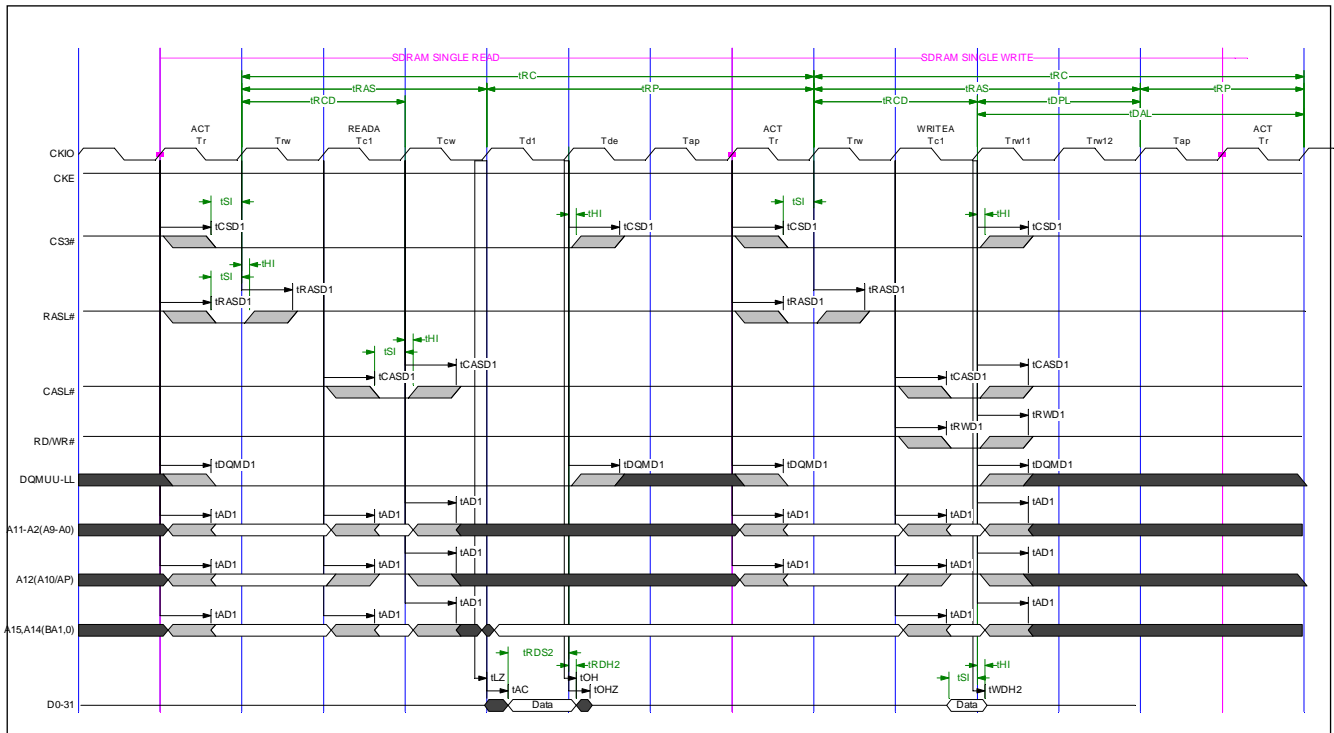 SDRAM SINGLE READ SDRAM SINGLE WRITE
tRC tRC
tRAS tRP tRAS tRP
tRCD tRCD tDPL
tDAL
ACT READA ACT WRITEA ACT
CKIO Tr Trw Tc1 Tcw Td1 Tde Tap Tr Trw Tc1 Trw11 Trw12 Tap Tr
CKE
tSI tHI tSI tHI
tCSD1 tCSD1 tCSD1 tCSD1
CS3#
tHI
tSI
tRASD1 tRASD1
tRASD1 tRASD1
RASL#
tHI
tSI
tCASD1 tCASD1
tCASD1 tCASD1
CASL#
tRWD1
tRWD1
RD/WR#
tDQMD1 tDQMD1 tDQMD1 tDQMD1
DQMUU-LL
tAD1 tAD1
tAD1 tAD1 tAD1 tAD1
A11-A2(A9-A0)
tAD1 tAD1
tAD1 tAD1 tAD1 tAD1
A12(A10/AP)
tAD1 tAD1
tAD1 tAD1 tAD1
A15,A14(BA1,0)
tRDS2
tRDH2 tHI
tLZ tOH tSI
tAC tOHZ tWDH2
D0-31 Data Data